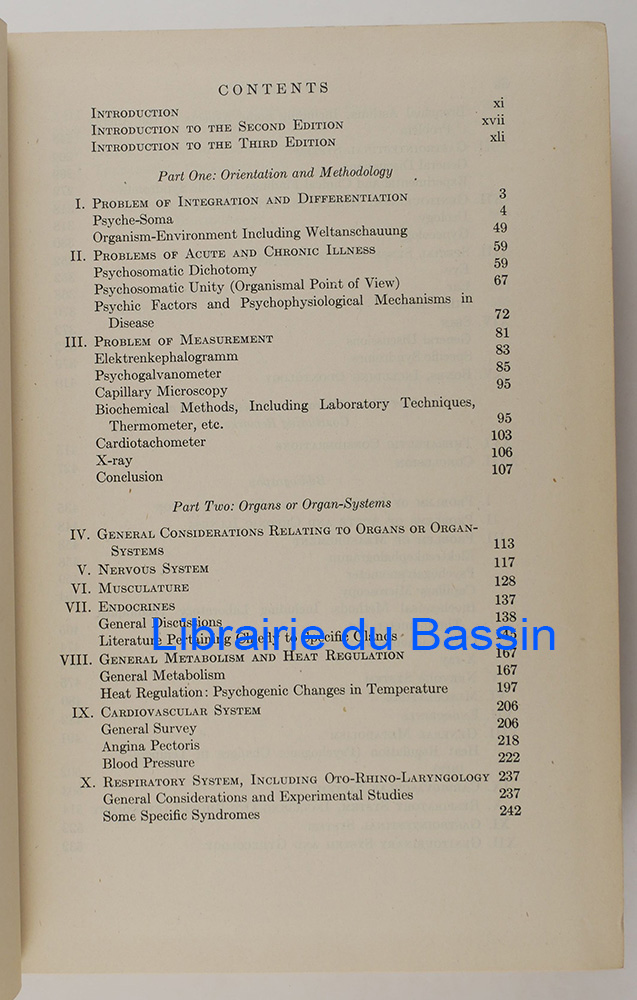 CONTENTS
INTRODUCTION xi
INTRODUCTION TO THE SECOND EDITION xvii
INTRODUCTION TO THE THIRD EDITION xli
Part One: Orientation and Methodology
I. PROBLEM OF INTEGRATION AND DIFFERENTIATION 3
Psyche-Soma 4
Organism-Environment Including Weltanschauung 49
II. PROBLEMS OF ACUTE AND CHRONIC ILLNESS 59
Psychosomatic Dichotomy 59
Psychosomatic Unity (Organismal Point of View) 67
Psychic Factors and Psychophysiological Mechanisms in
Disease 72
III. PROBLEM OF MEASUREMENT 81
Elektrenkephalogramm 83
Psychogalvanometer 85
Capillary Microscopy 95
Biochemical Methods, Including Laboratory Techniques,
Thermometer, etc. 95
Cardiotachometer 103
X-ray 106
Conclusion 107
Part Two: Organs or Organ-Systems
IV. GENERAL CONSIDERATIONS RELATING TO ORGANS OR ORGAN-
SYSTEMS 113
V. NERVOUS SYSTEM 117
VI. MUSCULATURE 128
VII. ENDOCRINES 137
General Discussions 138
Literature Pertaining Chiefly to Specific Glands
Librairie du Bassin
VIII. GENERAL METABOLISM AND HEAT REGULATION 167
General Metabolism 167
Heat Regulation: Psychogenic Changes in Temperature 197
IX. CARDIOVASCULAR SYSTEM 206
General Survey 206
Angina Pectoris 218
Blood Pressure 222
X. RESPIRATORY SYSTEM, INCLUDING OTO-RHINO-LARYNGOLOGY 237
General Considerations and Experimental Studies 237
Some Specific Syndromes 242